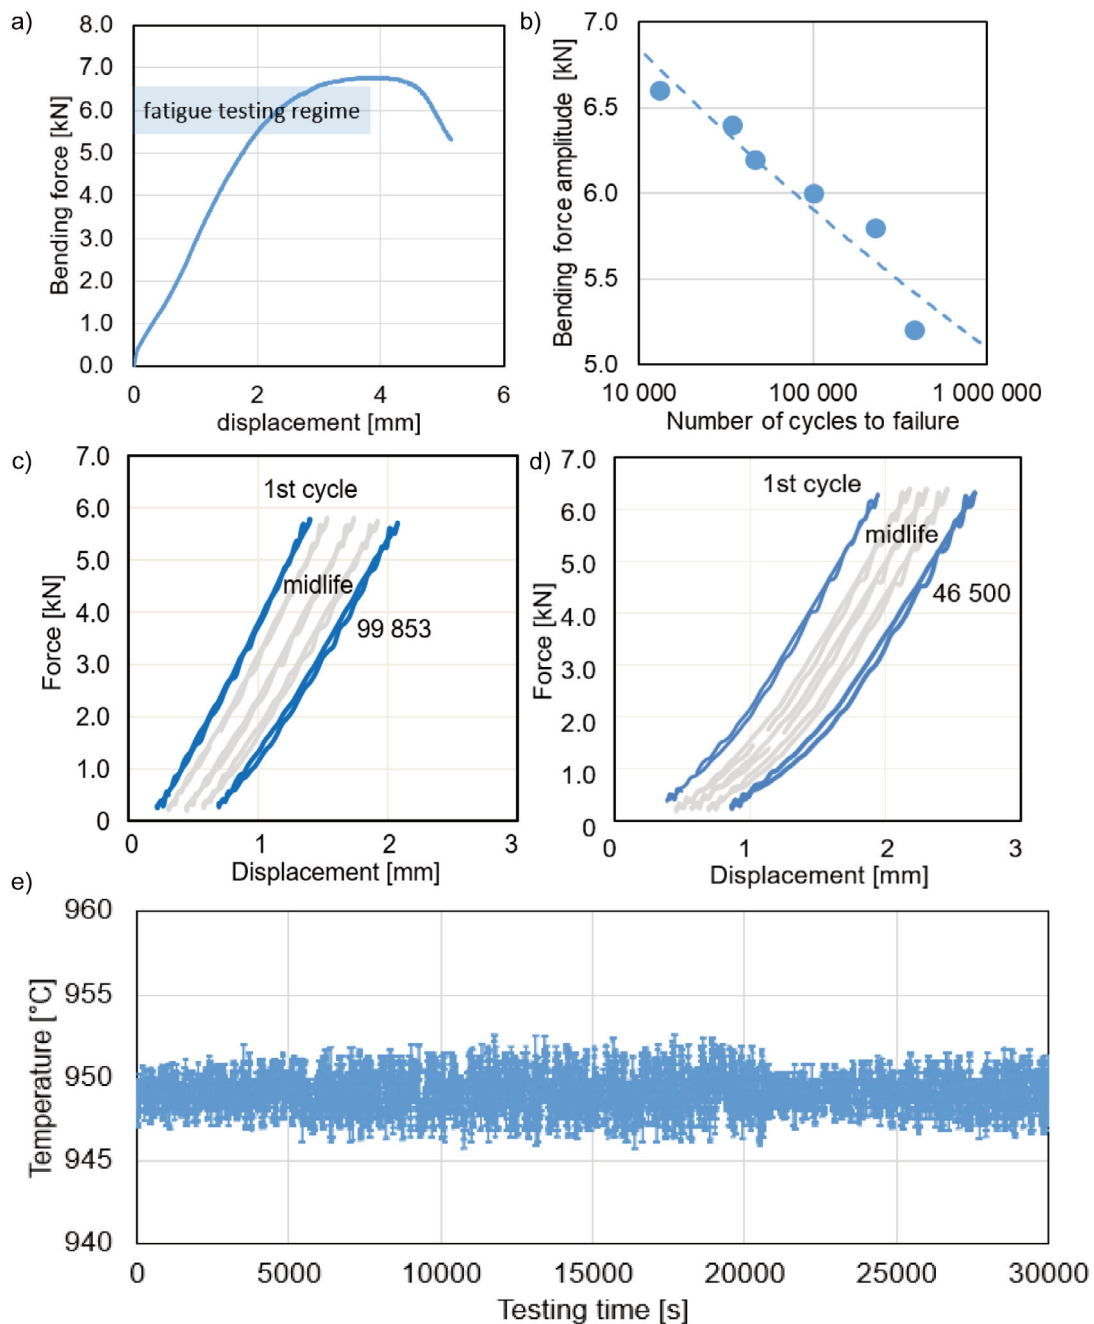 a)
8.0
7.0
6.0
5.0
4.0
3.0
2.0
1.0
0.0
Bending force [kN]
fatigue testing regime
0 2 4 6
displacement [mm]
b)
7.0
6.5
6.0
5.5
5.0
Bending force amplitude [kN]
10 000 100 000 1 000 000
Number of cycles to failure
c)
7.0
6.0
5.0
4.0
3.0
2.0
1.0
0
Force [kN]
1st cycle
midlife
99 853
0 1 2 3
Displacement [mm]
d)
7.0
6.0
5.0
4.0
3.0
2.0
1.0
0
Force [kN]
1st cycle
midlife
46 500
0 1 2 3
Displacement [mm]
e)
960
955
950
945
940
Temperature [°C]
0 5000 10000 15000 20000 25000 30000
Testing time [s]